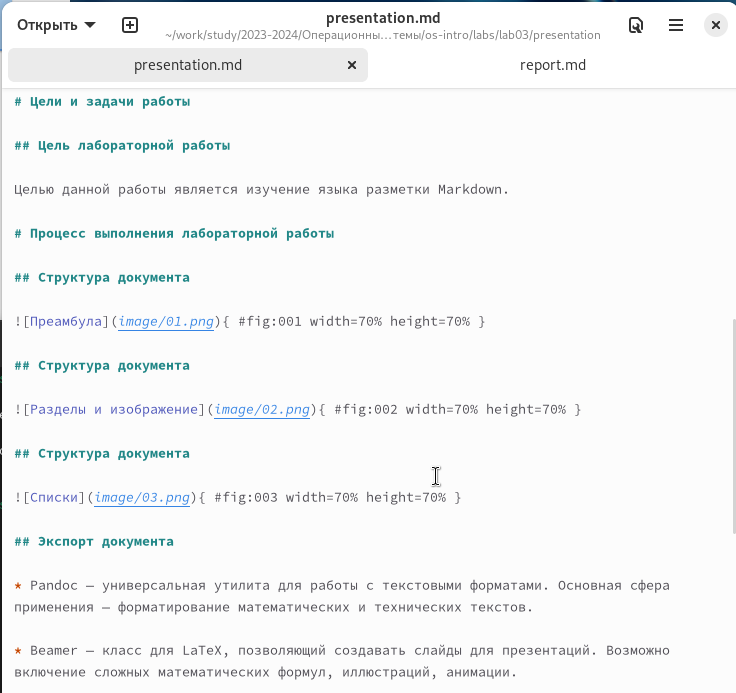 Открыть
presentation.md
~/work/study/2023-2024/Операционны...темы/os-intro/labs/lab03/presentation
presentation.md
report.md
# Цели и задачи работы
## Цель лабораторной работы
Целью данной работы является изучение языка разметки Markdown.
# Процесс выполнения лабораторной работы
## Структура документа
![Преамбула](image/01.png){ #fig:001 width=70% height=70% }
## Структура документа
![Разделы и изображение](image/02.png){ #fig:002 width=70% height=70% }
## Структура документа
![Списки](image/03.png){ #fig:003 width=70% height=70% }
## Экспорт документа
* Pandoc — универсальная утилита для работы с текстовыми форматами. Основная сфера
применения — форматирование математических и технических текстов.
* Beamer — класс для LaTeX, позволяющий создавать слайды для презентаций. Возможно
включение сложных математических формул, иллюстраций, анимации.